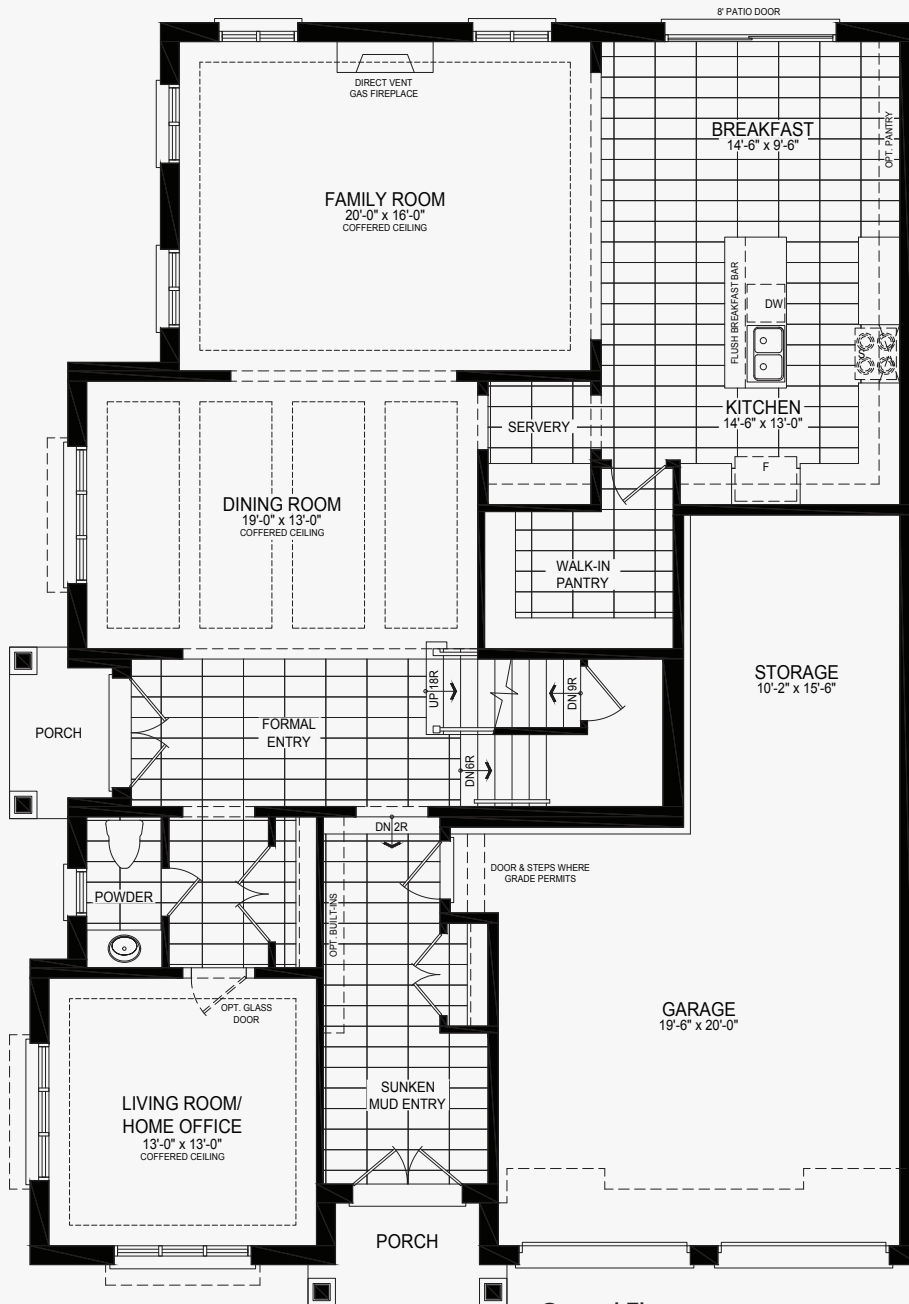 8' PATIO DOOR
DIRECT VENT
GAS FIREPLACE
BREAKFAST
14'-6" x 9'-6"
OPT. PANTRY
FAMILY ROOM
20'-0" x 16'-0"
COFFERED CEILING
FLUSH BREAKFAST BAR
DW
S
KITCHEN
14'-6" x 13'-0"
SERVERY
F
DINING ROOM
19'-0" x 13'-0"
COFFERED CEILING
WALK-IN
PANTRY
STORAGE
10'-2" x 15'-6"
UP 18R
DN 9R
PORCH
FORMAL
ENTRY
DN 6R
DN 2R
DOOR & STEPS WHERE
GRADE PERMITS
POWDER
OPT. BUILT-INS
OPT. GLASS
DOOR
GARAGE
19'-6" x 20'-0"
SUNKEN
MUD ENTRY
LIVING ROOM/
HOME OFFICE
13'-0" x 13'-0"
COFFERED CEILING
PORCH